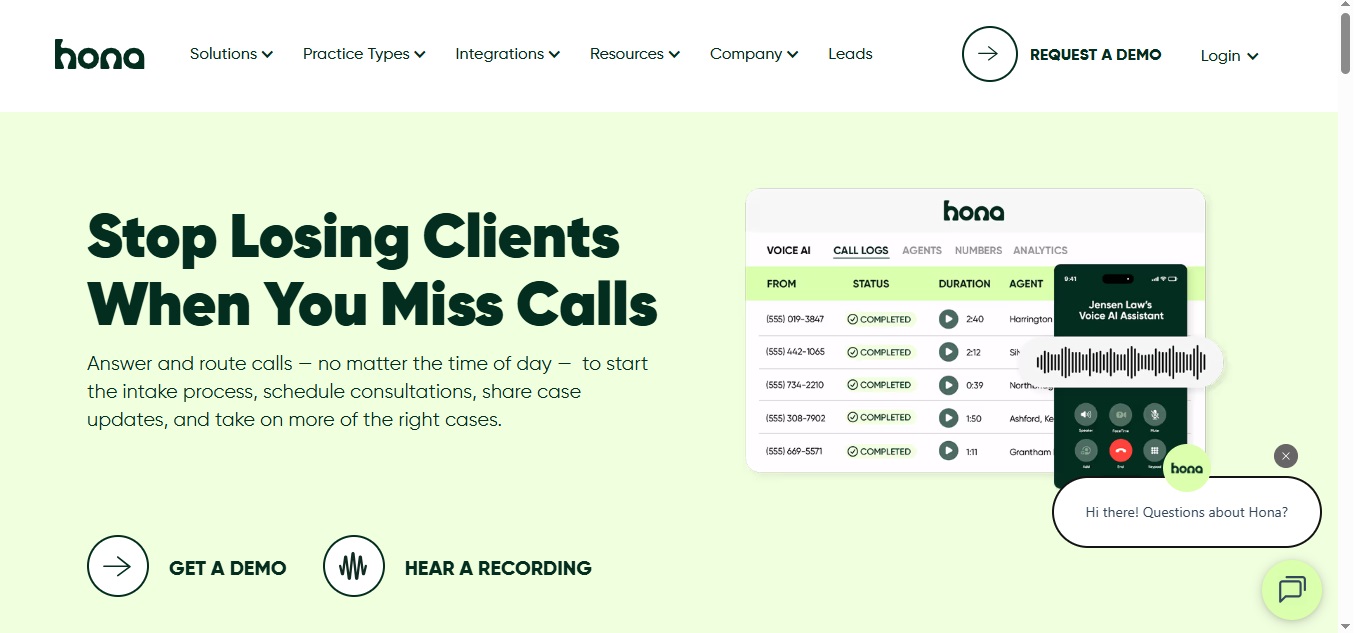 hona
Solutions
Practice Types
Integrations
Resources
Company
Leads
REQUEST A DEMO
Login
Stop Losing Clients
When You Miss Calls
Answer and route calls — no matter the time of day — to start
the intake process, schedule consultations, share case
updates, and take on more of the right cases.
GET A DEMO
HEAR A RECORDING
hona
VOICE AI CALL LOGS AGENTS NUMBERS ANALYTICS
FROM STATUS DURATION AGENT
(555) 019-3847 COMPLETED 2:40 Harrington
(555) 442-1065 COMPLETED 2:12
(555) 734-2210 COMPLETED 0:39
(555) 308-7902 COMPLETED 1:50 Ashford, Ke
(555) 669-5571 COMPLETED 1:11 Grantham
9:41
Jensen Law's
Voice AI Assistant
Speaker FaceTime Mute
Add End Keypad
hona
Hi there! Questions about Hona?